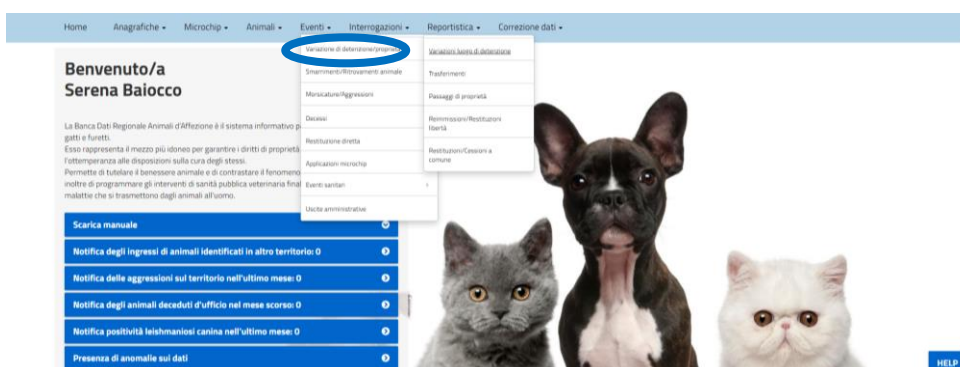 Home Anagrafiche Microchip Animali Eventi Interrogazioni Reportistica Correzione dati
Variazione di detenzione/proprietà
Smarrimenti/Ritrovamenti animale
Morsicature/Aggressioni
Decessi
Restituzione diretta
Applicazioni microchip
Eventi sanitari
Uscite amministrative
Variazioni luogo di detenzione
Trasferimenti
Passaggi di proprietà
Reimmissioni/Restituzioni
libertà
Restituzioni/Cessioni a
comune
Benvenuto/a
Serena Baiocco
La Banca Dati Regionale Animali d'Affezione è il sistema informativo
gatti e furetti.
Esso rappresenta il mezzo più idoneo per garantire i diritti di proprietà
l'ottemperanza alle disposizioni sulla cura degli stessi.
Permette di tutelare il benessere animale e di contrastare il fenomeno
inoltre di programmare gli interventi di sanità pubblica veterinaria
malattie che si trasmettono dagli animali all'uomo.
Scarica manuale
Notifica degli ingressi di animali identificati in altro territorio: 0
Notifica delle aggressioni sul territorio nell'ultimo mese: 0
Notifica degli animali deceduti d'ufficio nel mese scorso: 0
Notifica positività leishmaniosi canina nell'ultimo mese: 0
Presenza di anomalie sui dati
HELP